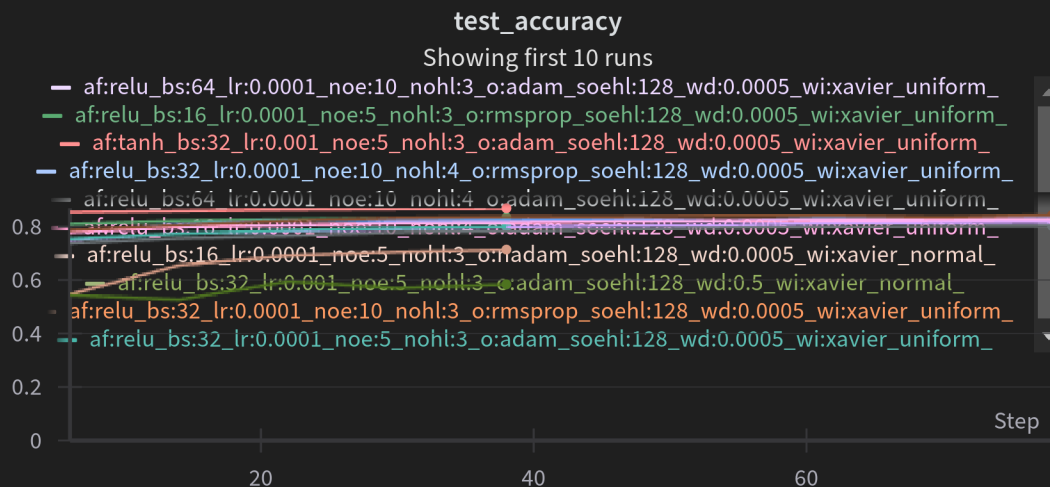 test_accuracy
Showing first 10 runs
af:relu_bs:64_lr:0.0001_noe:10_nohl:3_o:adam_soehl:128_wd:0.0005_wi:xavier_uniform_
af:relu_bs:16_lr:0.0001_noe:5_nohl:3_o:rmsprop_soehl:128_wd:0.0005_wi:xavier_uniform_
af:tanh_bs:32_lr:0.001_noe:5_nohl:3_o:adam_soehl:128_wd:0.0005_wi:xavier_uniform_
af:relu_bs:32_lr:0.0001_noe:10_nohl:4_o:rmsprop_soehl:128_wd:0.0005_wi:xavier_uniform_
af:relu_bs:64_lr:0.0001_noe:10_nohl:4_o:adam_soehl:128_wd:0.0005_wi:xavier_uniform_
0.8
af:relu_bs:16_lr:0.0001_noe:5_nohl:3_o:nadam_soehl:128_wd:0.0005_wi:xavier_normal_
0.6
af:relu_bs:32_lr:0.001_noe:5_nohl:3_o:adam_soehl:128_wd:0.5_wi:xavier_normal_
af:relu_bs:32_lr:0.0001_noe:10_nohl:3_o:rmsprop_soehl:128_wd:0.0005_wi:xavier_uniform_
0.4
af:relu_bs:32_lr:0.0001_noe:5_nohl:3_o:adam_soehl:128_wd:0.0005_wi:xavier_uniform_
0.2
Step
0
20
40
60